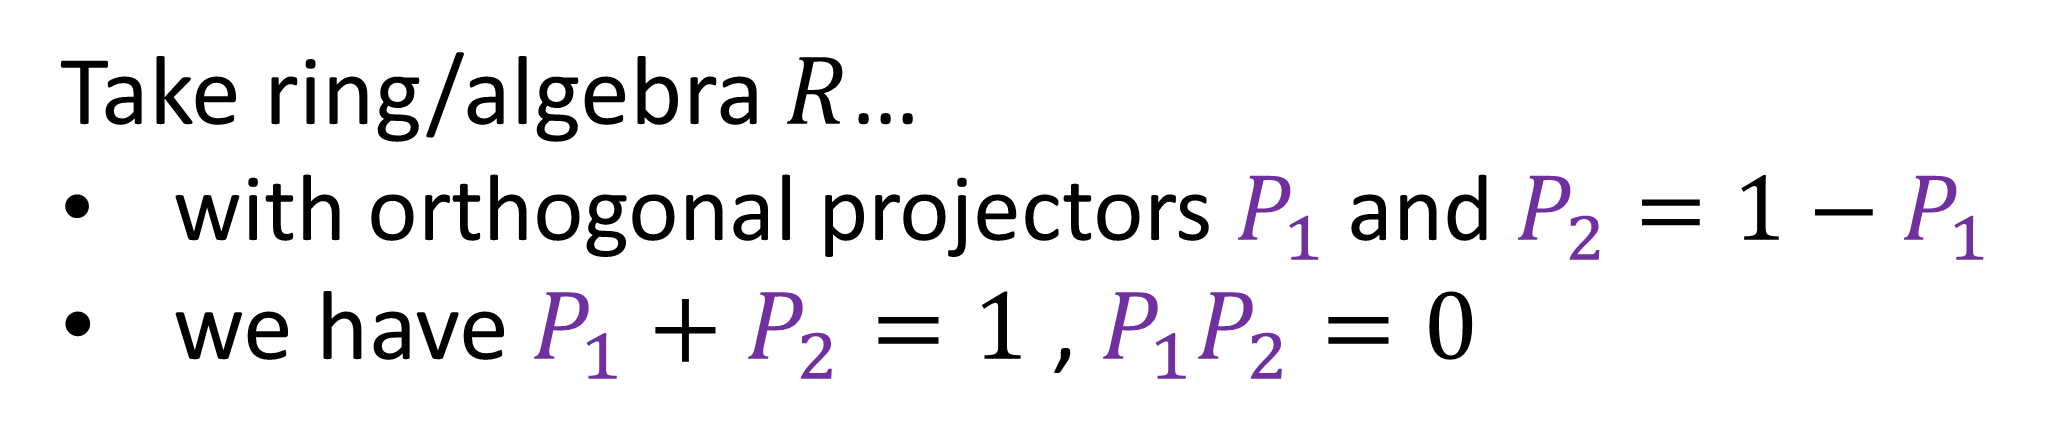 Take ring/algebra R…
• with orthogonal projectors P₁ and P₂ = 1 − P₁
• we have P₁ + P₂ = 1 , P₁P₂ = 0